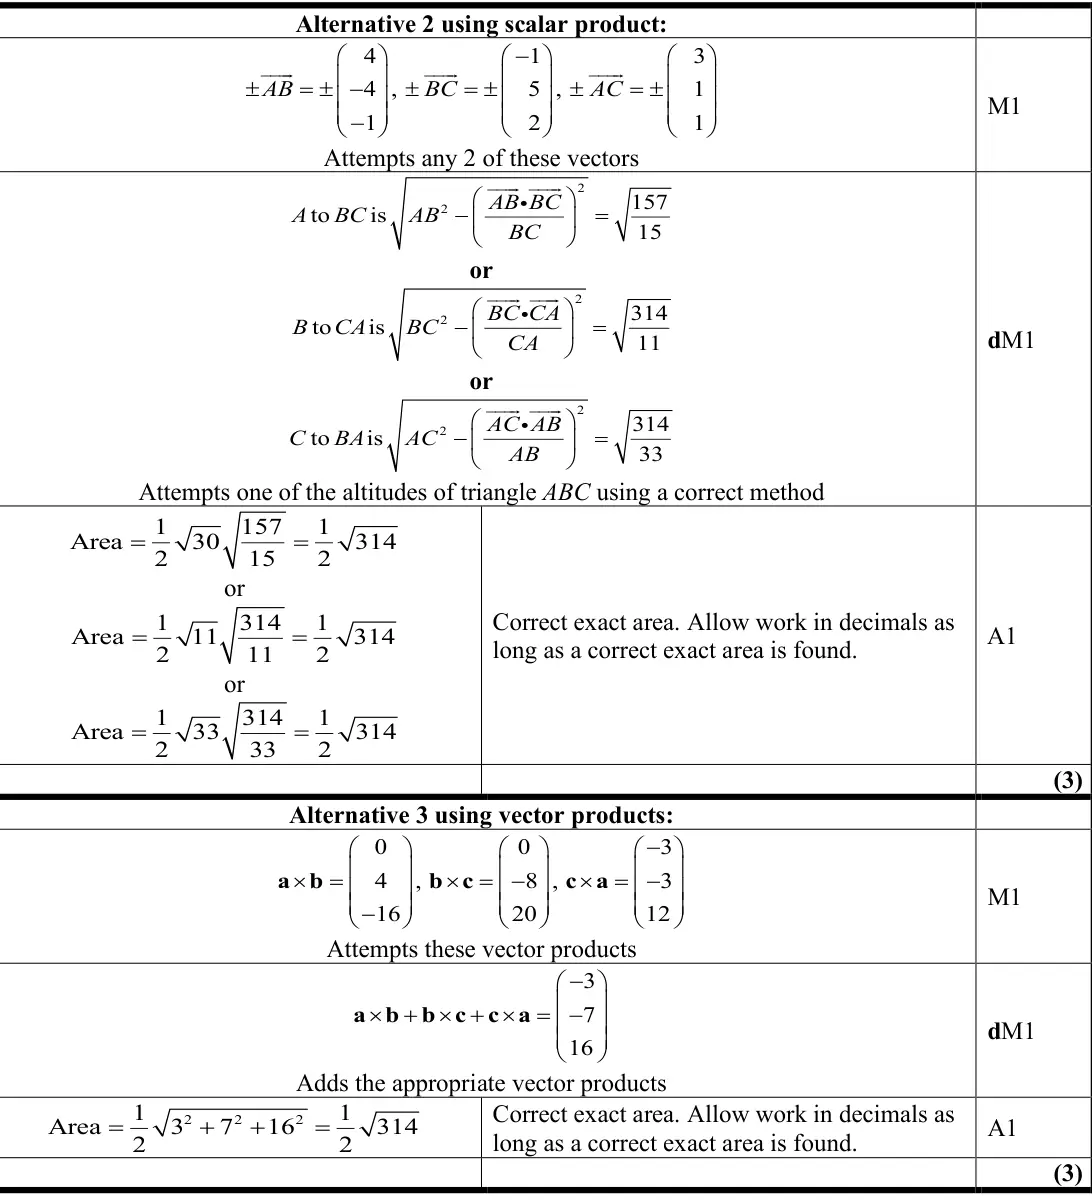 Alternative 2 using scalar product:
±AB = ±(4 −4 −1), ±BC = ±(−1 5 2), ±AC = ±(3 1 1)
M1
Attempts any 2 of these vectors
A to BC is √(AB² − (AB•BC / BC)²) = √(157/15)
or
B to CA is √(BC² − (BC•CA / CA)²) = √(314/11)
dM1
or
C to BA is √(AC² − (AC•AB / AB)²) = √(314/33)
Attempts one of the altitudes of triangle ABC using a correct method
Area = 1/2 √30 √(157/15) = 1/2 √314
or
Area = 1/2 √11 √(314/11) = 1/2 √314
or
Area = 1/2 √33 √(314/33) = 1/2 √314
Correct exact area. Allow work in decimals as
long as a correct exact area is found.
A1
(3)
Alternative 3 using vector products:
a × b = (0 4 −16), b × c = (0 −8 20), c × a = (−3 −3 12)
M1
Attempts these vector products
a × b + b × c + c × a = (−3 −7 16)
dM1
Adds the appropriate vector products
Area = 1/2 √(3² + 7² + 16²) = 1/2 √314
Correct exact area. Allow work in decimals as
long as a correct exact area is found.
A1
(3)